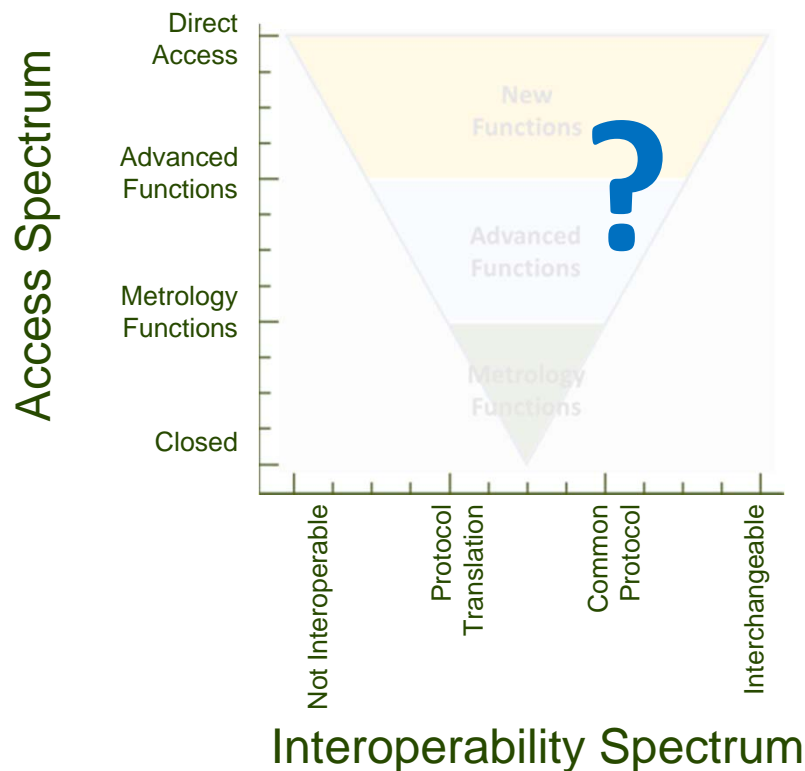 Access Spectrum
Direct
Access
Advanced
Functions
Metrology
Functions
Closed
New
Functions
?
Advanced
Functions
Metrology
Functions
Not Interoperable
Protocol
Translation
Common
Protocol
Interchangeable
Interoperability Spectrum